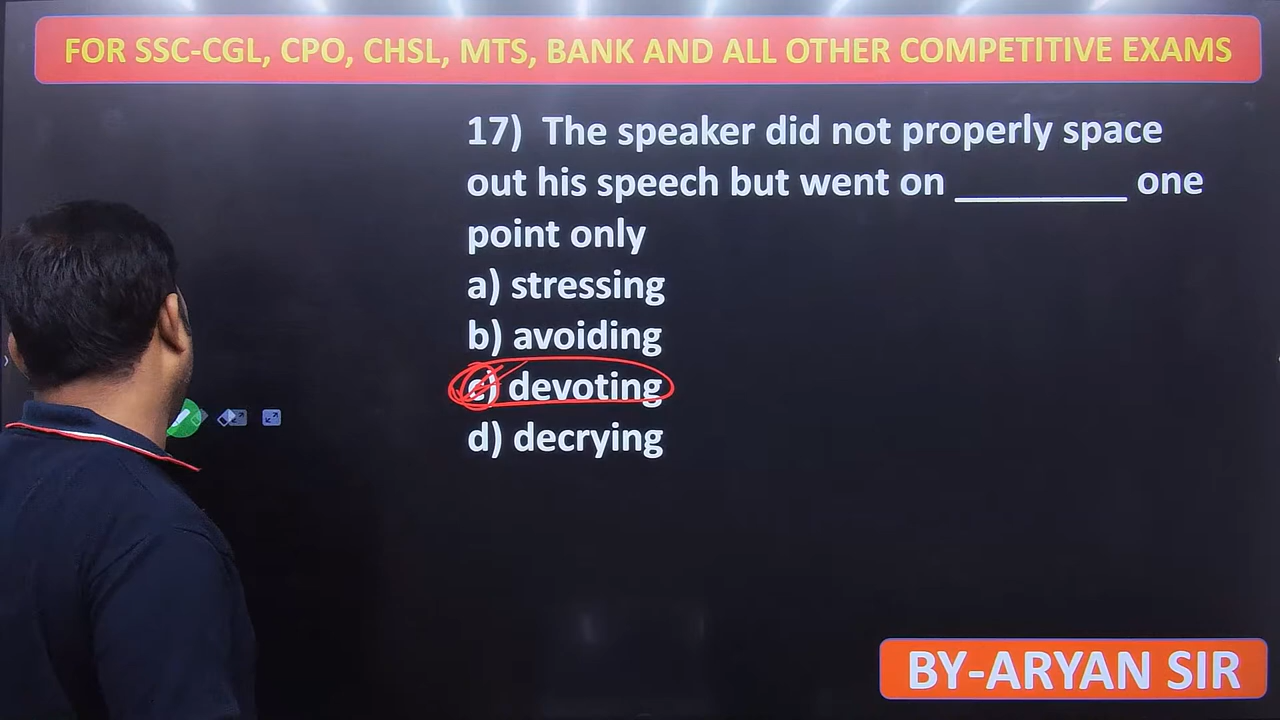 FOR SSC-CGL, CPO, CHSL, MTS, BANK AND ALL OTHER COMPETITIVE EXAMS
17) The speaker did not properly space
out his speech but went on _________ one
point only
a) stressing
b) avoiding
c) devoting
d) decrying
BY-ARYAN SIR